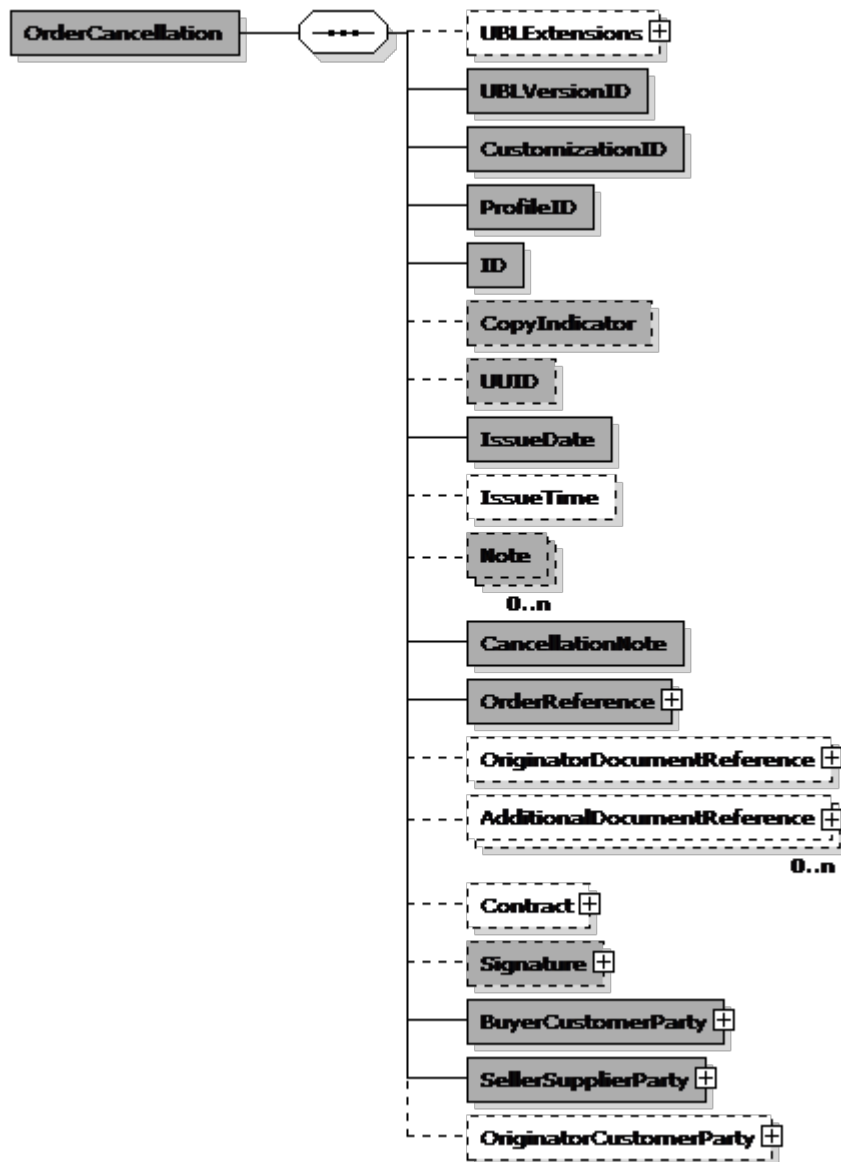 OrderCancellation
UBLExtensions
UBLVersionID
CustomizationID
ProfileID
ID
CopyIndicator
UUID
IssueDate
IssueTime
Note
0..n
CancellationNote
OrderReference
OriginatorDocumentReference
AdditionalDocumentReference
0..n
Contract
Signature
BuyerCustomerParty
SellerSupplierParty
OriginatorCustomerParty